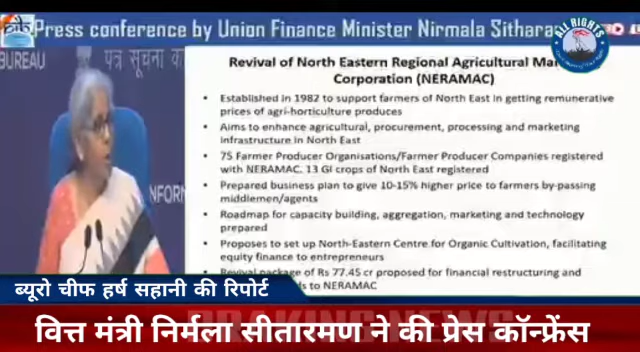 Press conference by Union Finance Minister Nirmala
ALL RIGHTS
BUREAU पत्र सूचना
Revival of North Eastern Regional Agricultural
Corporation (NERAMAC)
• Established in 1982 to support farmers of North East in getting remunerative
prices of agri-horticulture produces
• Aims to enhance agricultural, procurement, processing and marketing
infrastructure in North East
• 75 Farmer Producer Organisations/Farmer Producer Companies registered
with NERAMAC. 13 GI crops of North East registered
• Prepared business plan to give 10-15% higher price to farmers by-passing
middlemen/agents
• Roadmap for capacity building, aggregation, marketing and technology
prepared
• Proposes to set up North-Eastern Centre for Organic Cultivation, facilitating
equity finance to entrepreneurs
• Revival package of Rs 77.45 cr proposed for financial restructuring and
to NERAMAC
ब्यूरो चीफ हर्ष सहानी की रिपोर्ट
वित्त मंत्री निर्मला सीतारमण ने की प्रेस कॉन्फ्रेंस